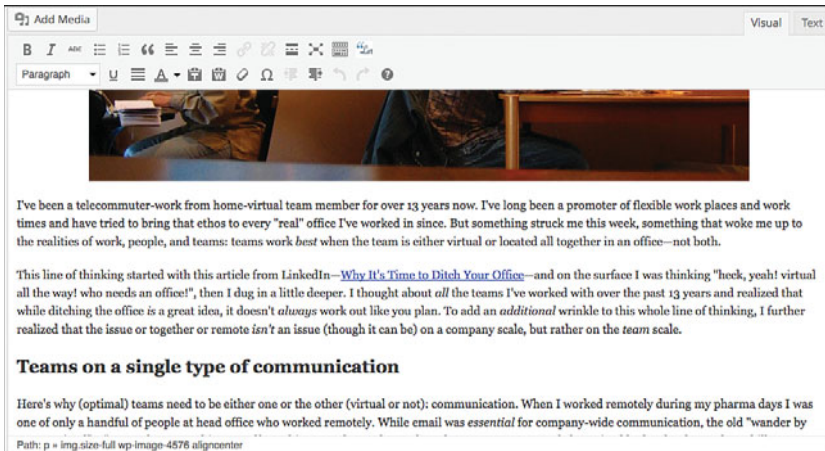 Add Media
Visual Text
B I ABC
Paragraph U A T W Ω ?
I've been a telecommuter-work from home-virtual team member for over 13 years now. I've long been a promoter of flexible work places and work
times and have tried to bring that ethos to every "real" office I've worked in since. But something struck me this week, something that woke me up to
the realities of work, people, and teams: teams work best when the team is either virtual or located all together in an office—not both.
This line of thinking started with this article from LinkedIn—Why It's Time to Ditch Your Office—and on the surface I was thinking "heck, yeah! virtual
all the way! who needs an office!", then I dug in a little deeper. I thought about all the teams I've worked with over the past 13 years and realized that
while ditching the office is a great idea, it doesn't always work out like you plan. To add an additional wrinkle to this whole line of thinking, I further
realized that the issue or together or remote isn't an issue (though it can be) on a company scale, but rather on the team scale.
Teams on a single type of communication
Here's why (optimal) teams need to be either one or the other (virtual or not): communication. When I worked remotely during my pharma days I was
one of only a handful of people at head office who worked remotely. While email was essential for company-wide communication, the old "wander by
Path: p » img.size-full wp-image-4576 aligncenter